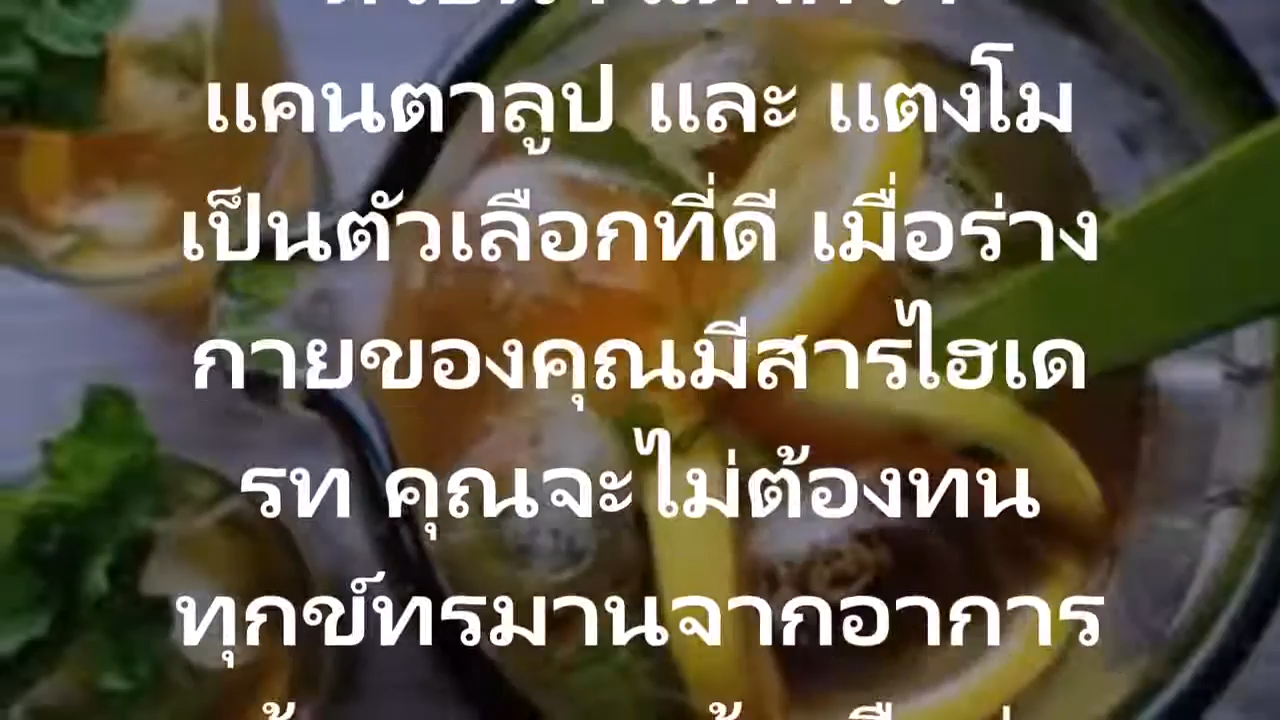 แคนตาลูป และ แตงโม
เป็นตัวเลือกที่ดี เมื่อร่าง
กายของคุณมีสารไฮเด
รท คุณจะไม่ต้องทน
ทุกข์ทรมานจากอาการ